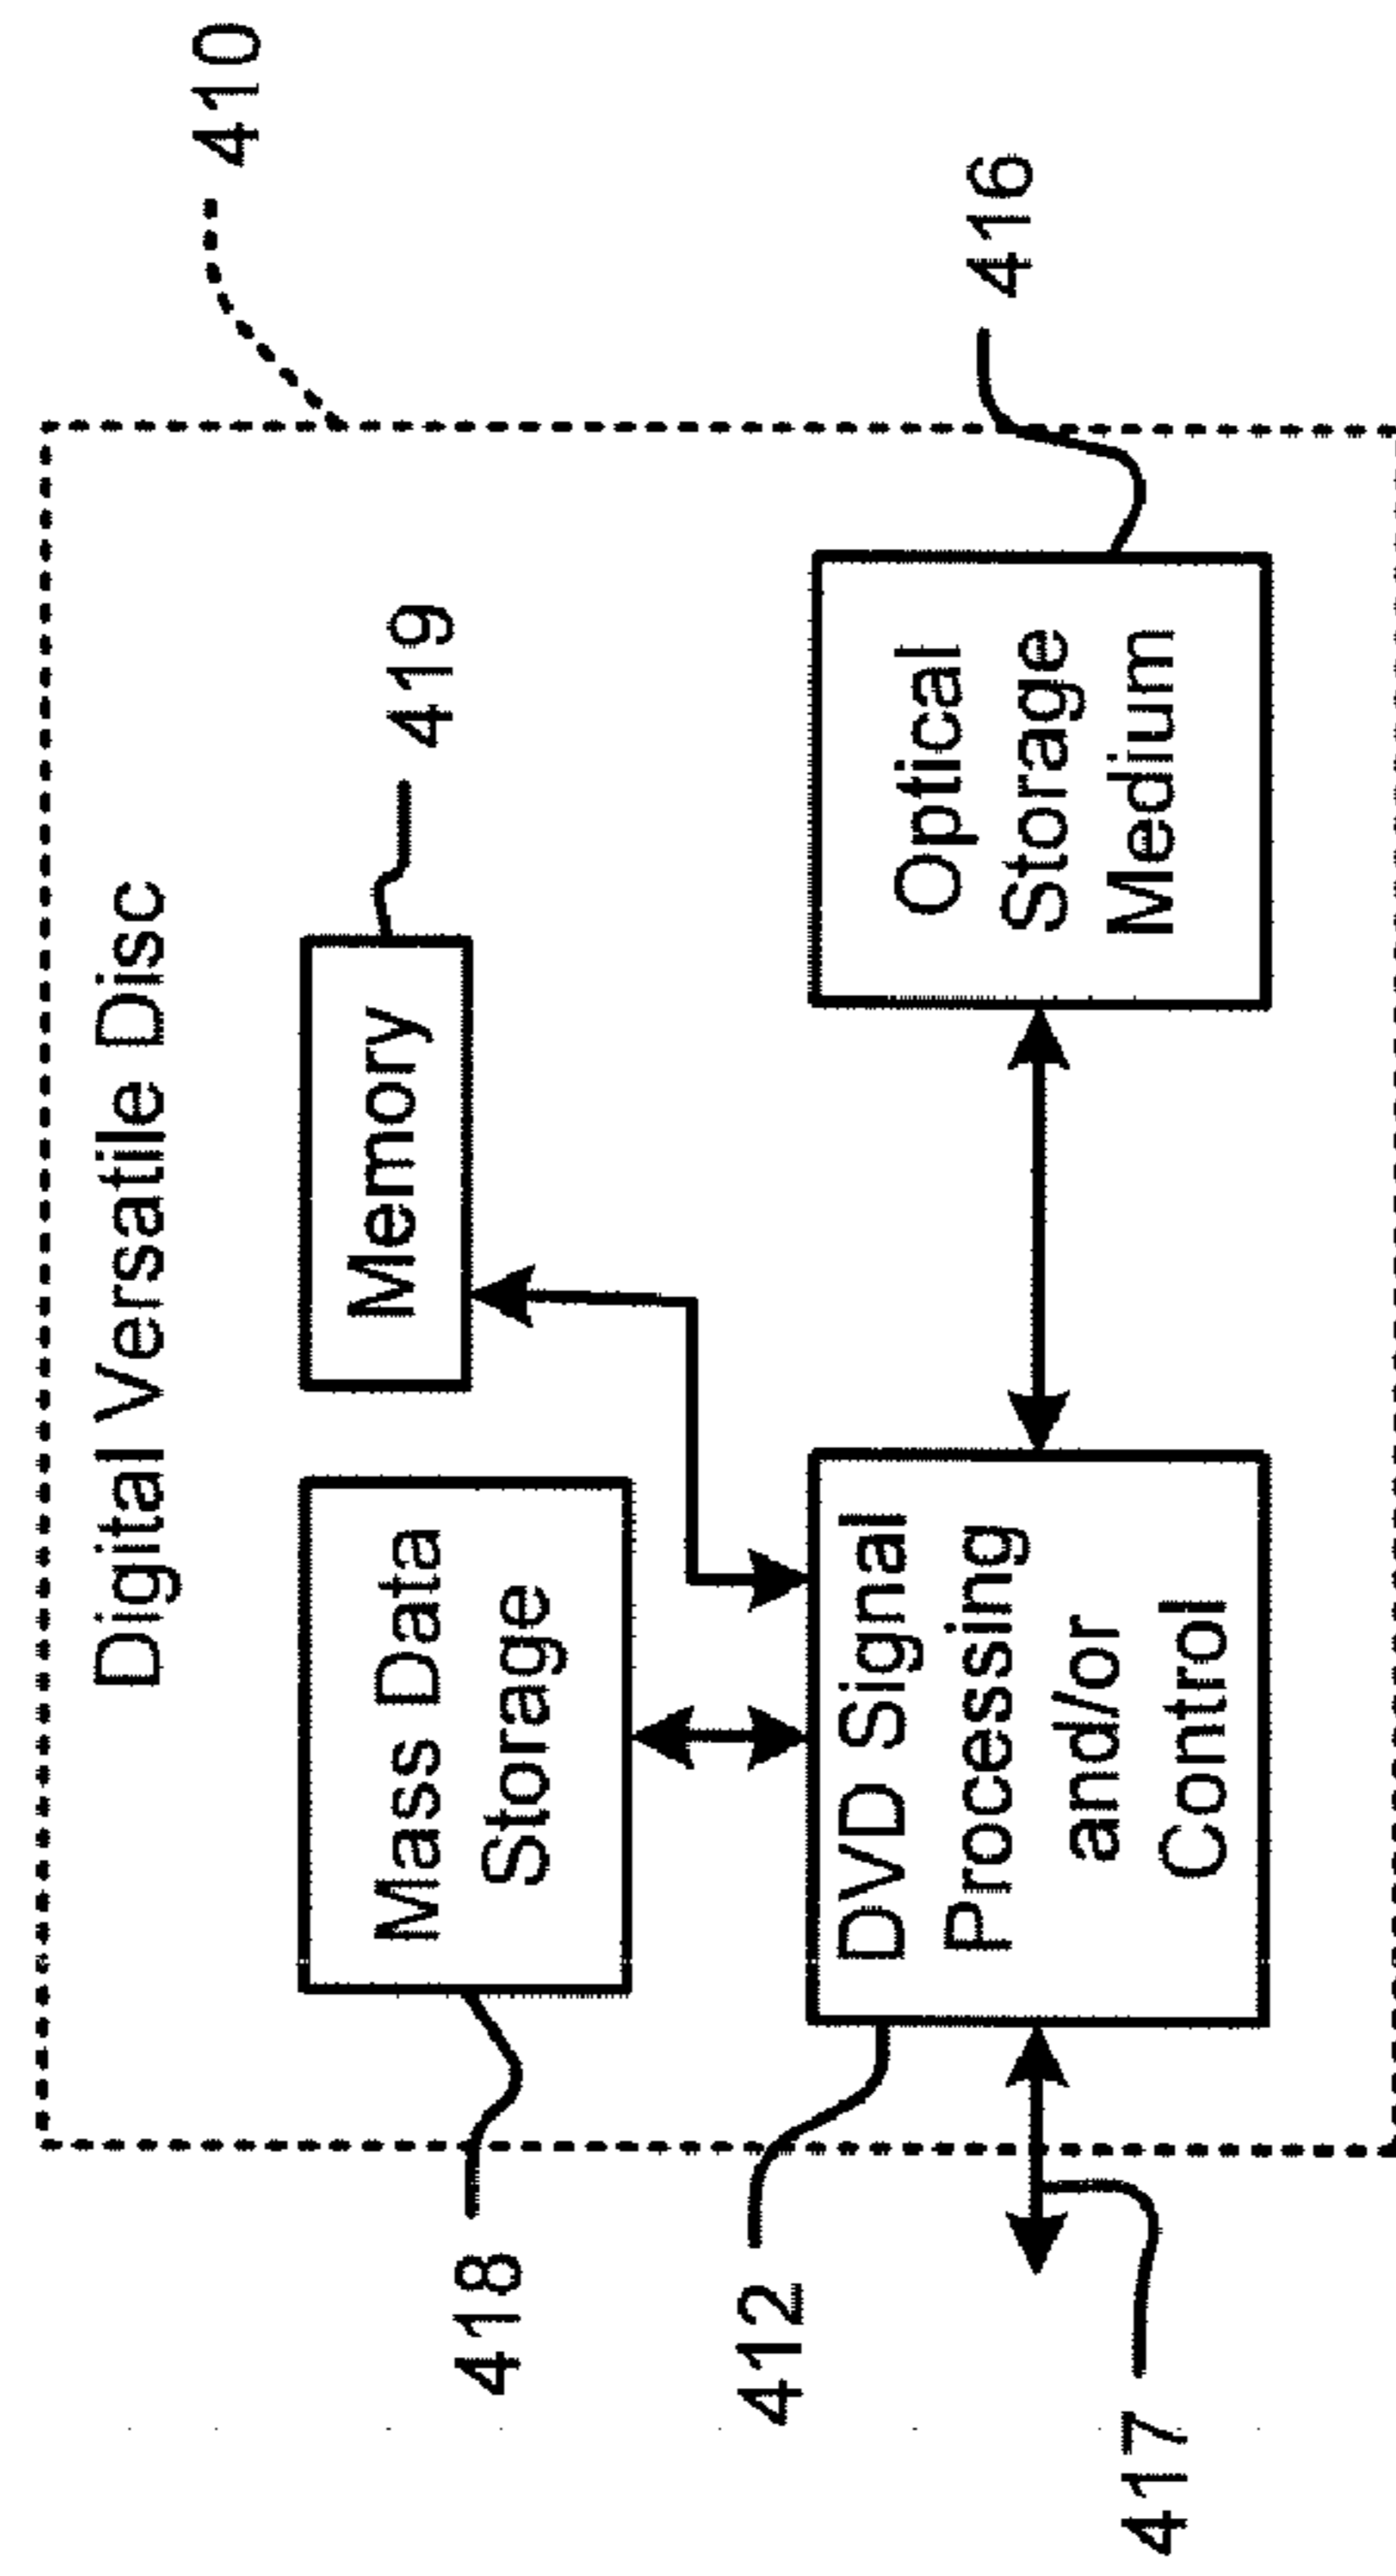 410
Digital Versatile Disc
418
Mass Data
Storage
Memory
419
412
DVD Signal
Processing
and/or
Control
Optical
Storage
Medium
416
417